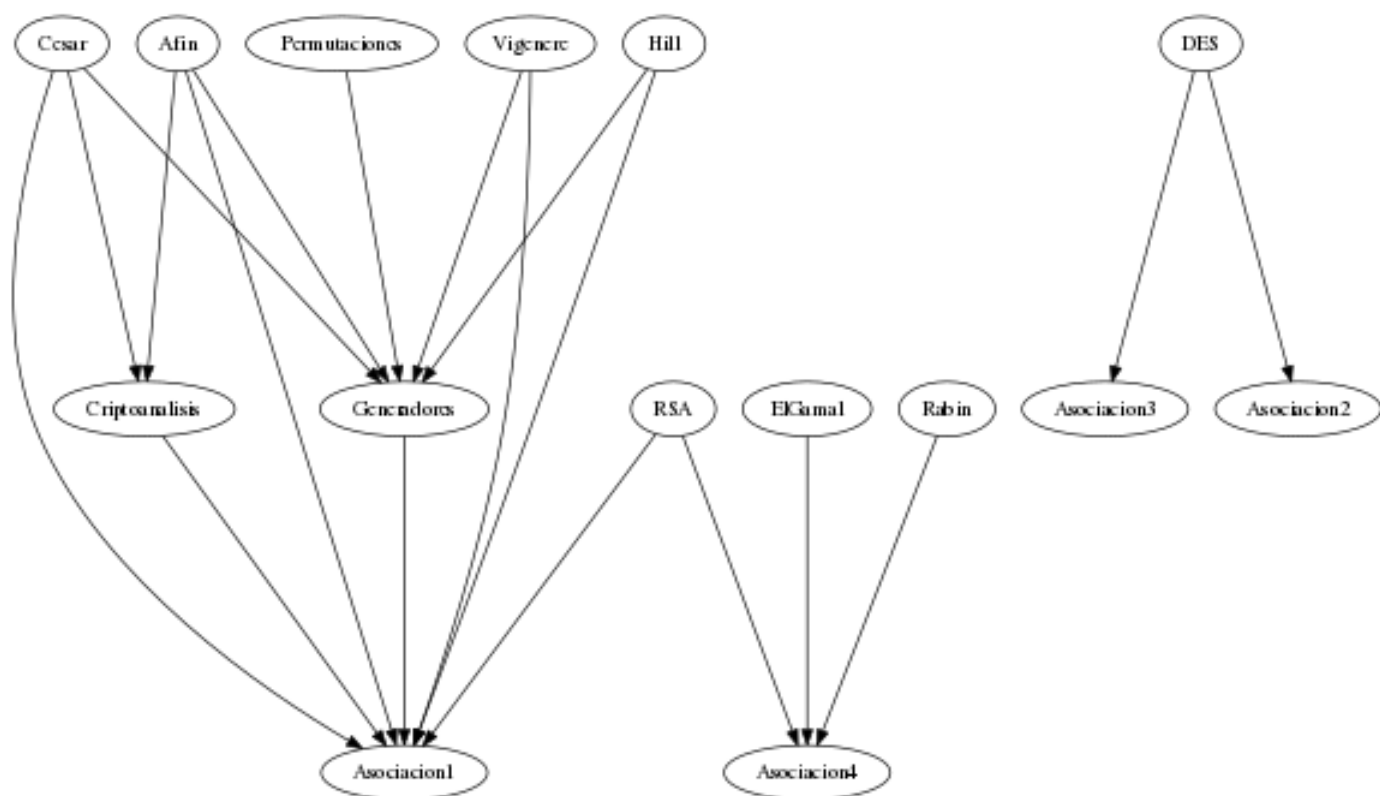 Cesar
Afin
Permutaciones
Vigenere
Hill
DES
Criptoanalisis
Generadores
RSA
ElGamal
Rabin
Asociacion3
Asociacion2
Asociacion1
Asociacion4